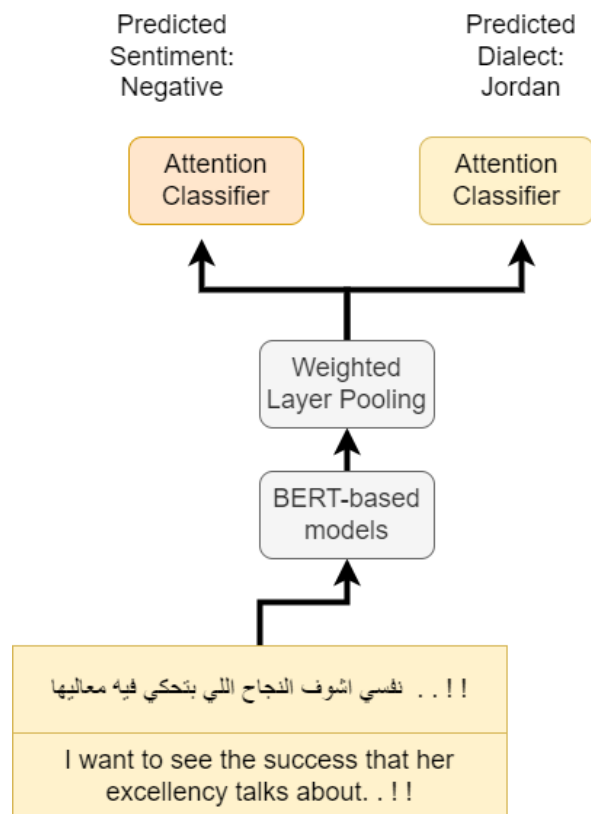 Predicted
Sentiment:
Negative
Predicted
Dialect:
Jordan
Attention
Classifier
Attention
Classifier
Weighted
Layer Pooling
BERT-based
models
نفسي اشوف النجاح اللي بتحكي فيه معاليها . . ! !
I want to see the success that her
excellency talks about. . ! !